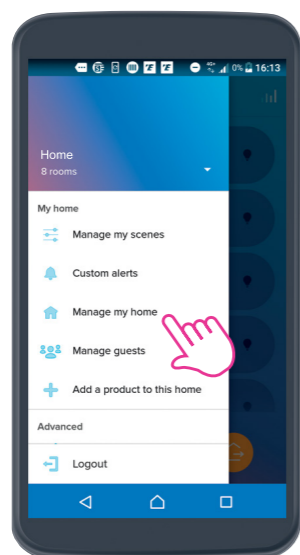 0% 16:13
Home
8 rooms
My home
Manage my scenes
Custom alerts
Manage my home
Manage guests
Add a product to this home
Advanced
Logout